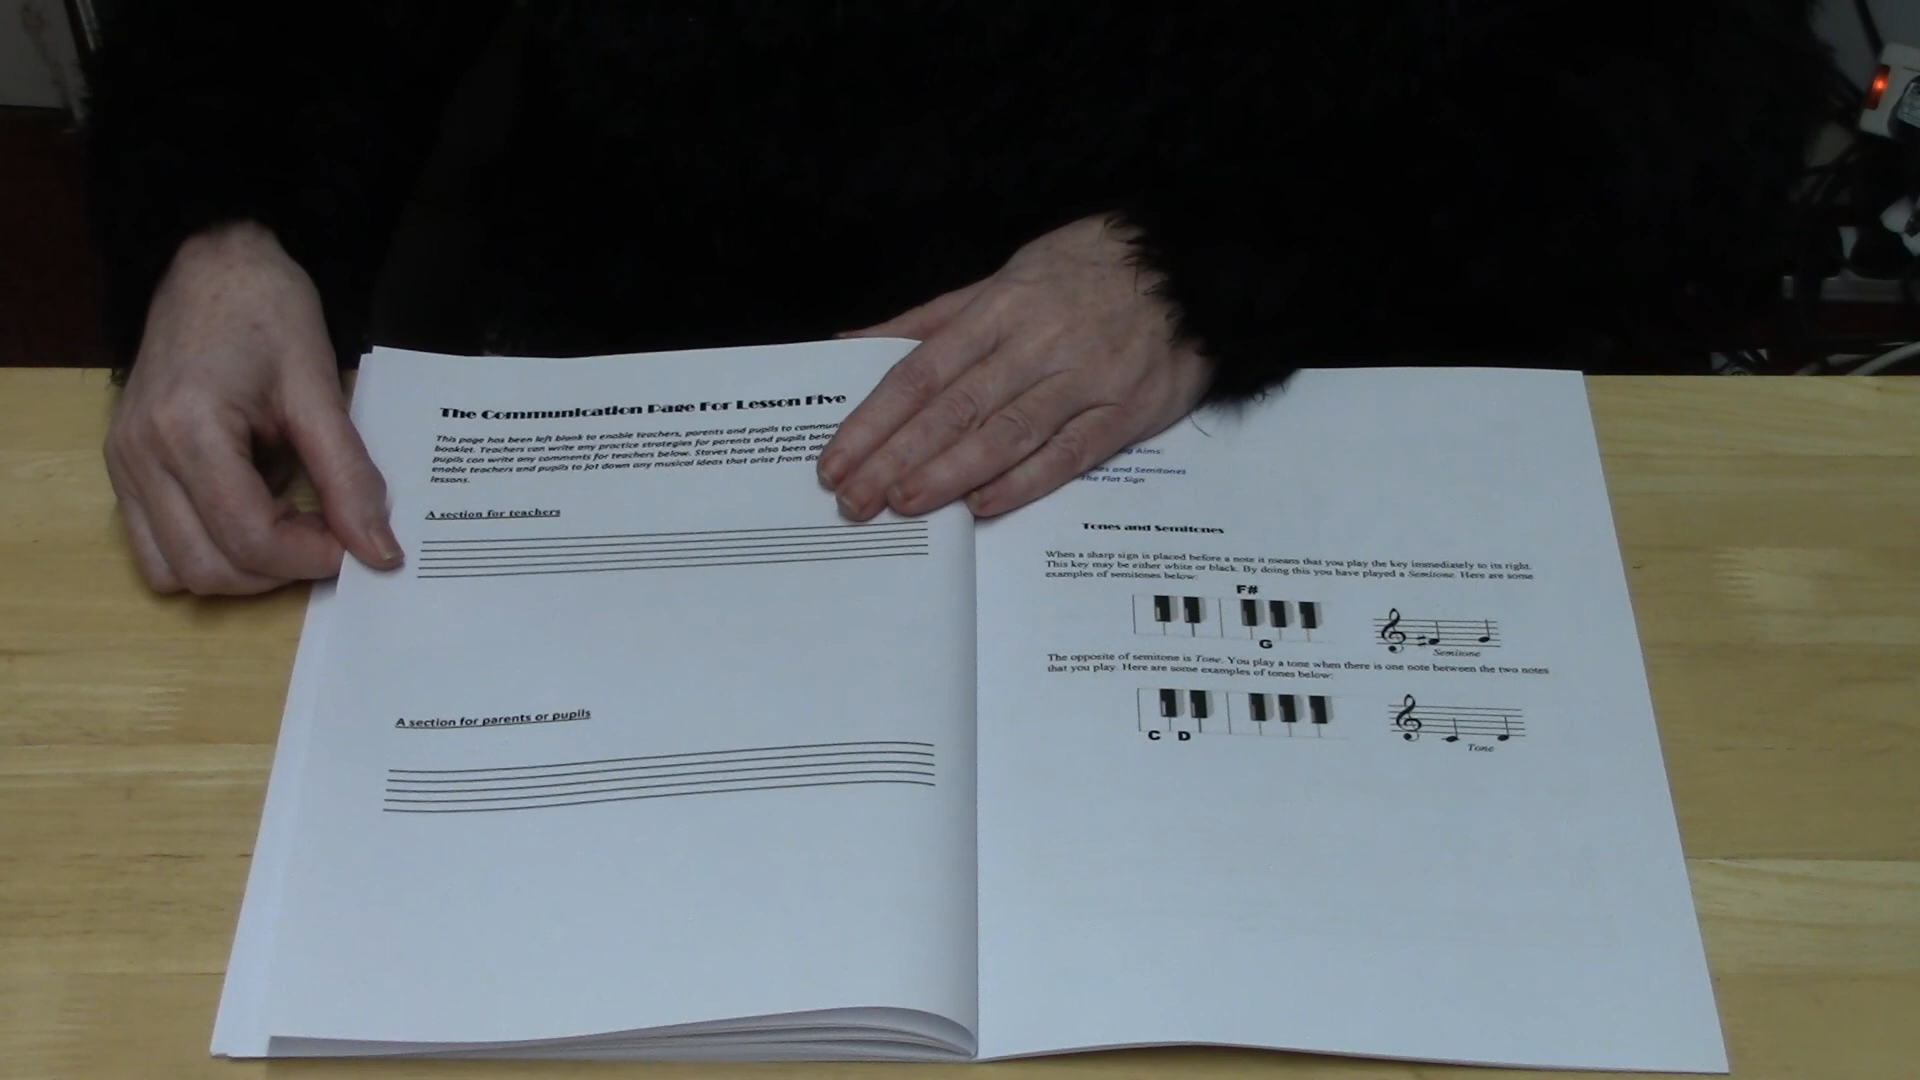 The Communication Page For Lesson Five
This page has been left blank to enable teachers, parents and pupils to
booklet. Teachers can write any practice strategies for parents and pupils
pupils can write any comments for teachers below. Staves have also been
enable teachers and pupils to jot down any musical ideas that arise from
lessons.
A section for teachers
A section for parents or pupils
Aims:
and Semitones
The Flat Sign
Tones and Semitones
When a sharp sign is placed before a note it means that you play the key immediately to its right.
This key may be either white or black. By doing this you have played a Semitone. Here are some
examples of semitones below:
F#
G
Semitone
The opposite of semitone is Tone. You play a tone when there is one note between the two notes
that you play. Here are some examples of tones below:
C D
Tone